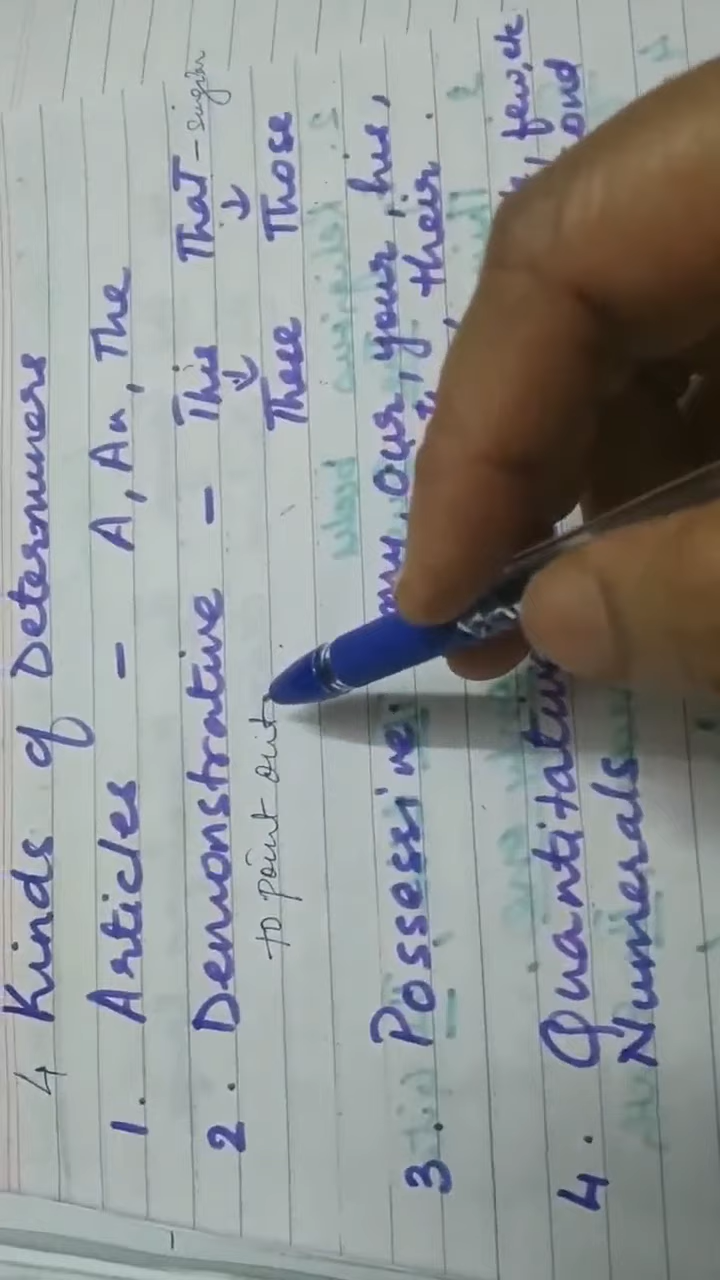 4 Kinds of Determiners
1. Articles - A, An, The
2. Demonstrative - This That - singular
↓ ↓
to point out These Those
3. Possessive my, our, your, his,
their.
4. Quantitative few, etc
Numerals